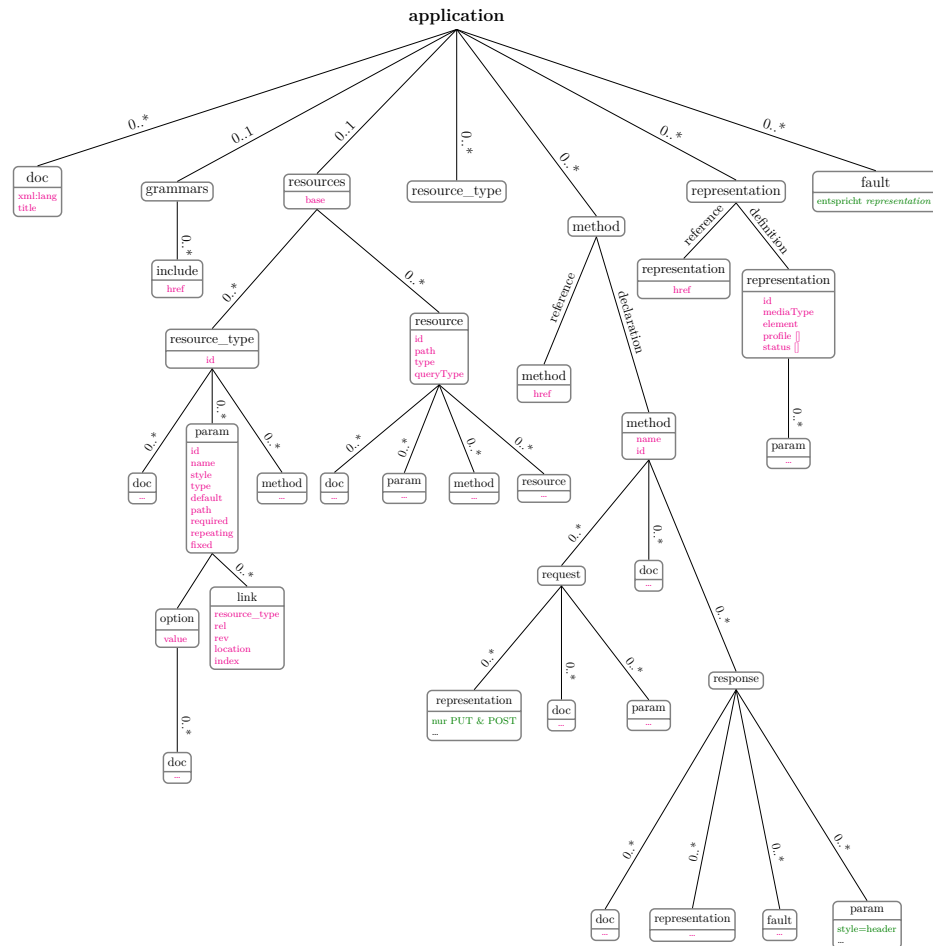 application
0..*
0..1
0..1
0..*
0..*
0..*
0..*
doc
xml:lang
title
grammars
resources
base
resource_type
method
representation
fault
entspricht representation
0..*
include
href
0..*
0..*
reference
declaration
reference
definition
representation
href
representation
id
mediaType
element
profile []
status []
resource_type
id
resource
id
path
type
queryType
method
href
method
name
id
0..*
param
...
0..*
0..*
0..*
doc
...
param
id
name
style
type
default
path
required
repeating
fixed
method
...
0..*
0..*
0..*
0..*
doc
...
param
...
method
...
resource
...
0..*
0..*
0..*
request
doc
...
response
0..*
option
value
link
resource_type
rel
rev
location
index
0..*
doc
...
0..*
0..*
0..*
representation
nur PUT & POST
...
doc
...
param
...
0..*
0..*
0..*
0..*
doc
...
representation
...
fault
...
param
style=header
...